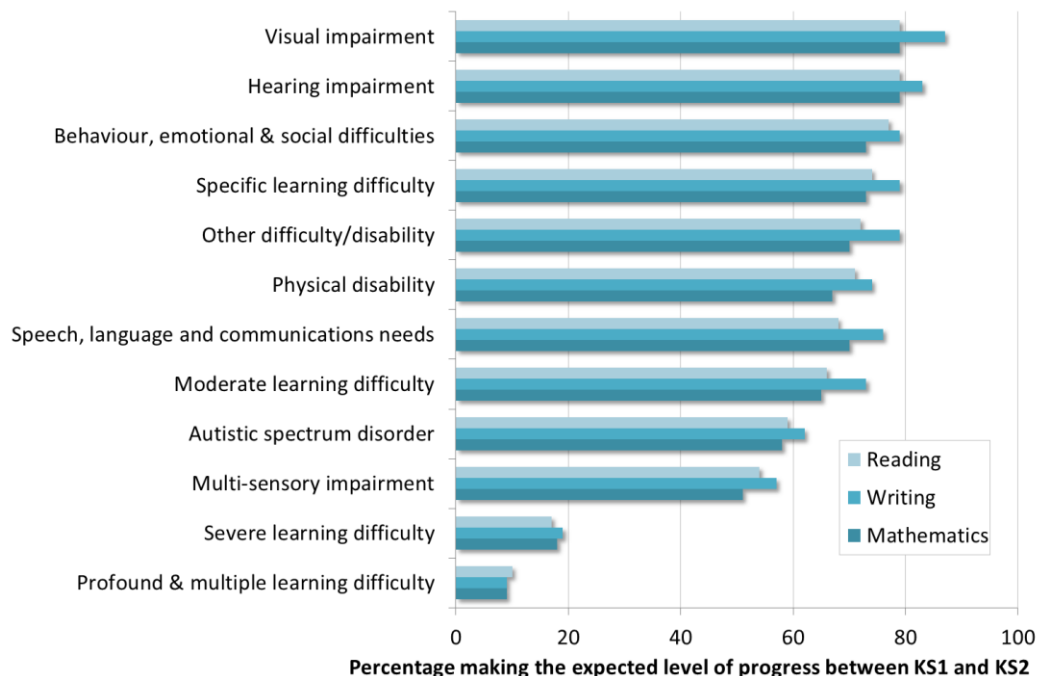 Visual impairment
Hearing impairment
Behaviour, emotional & social difficulties
Specific learning difficulty
Other difficulty/disability
Physical disability
Speech, language and communications needs
Moderate learning difficulty
Autistic spectrum disorder
Multi-sensory impairment
Severe learning difficulty
Profound & multiple learning difficulty
Reading
Writing
Mathematics
0 20 40 60 80 100
Percentage making the expected level of progress between KS1 and KS2